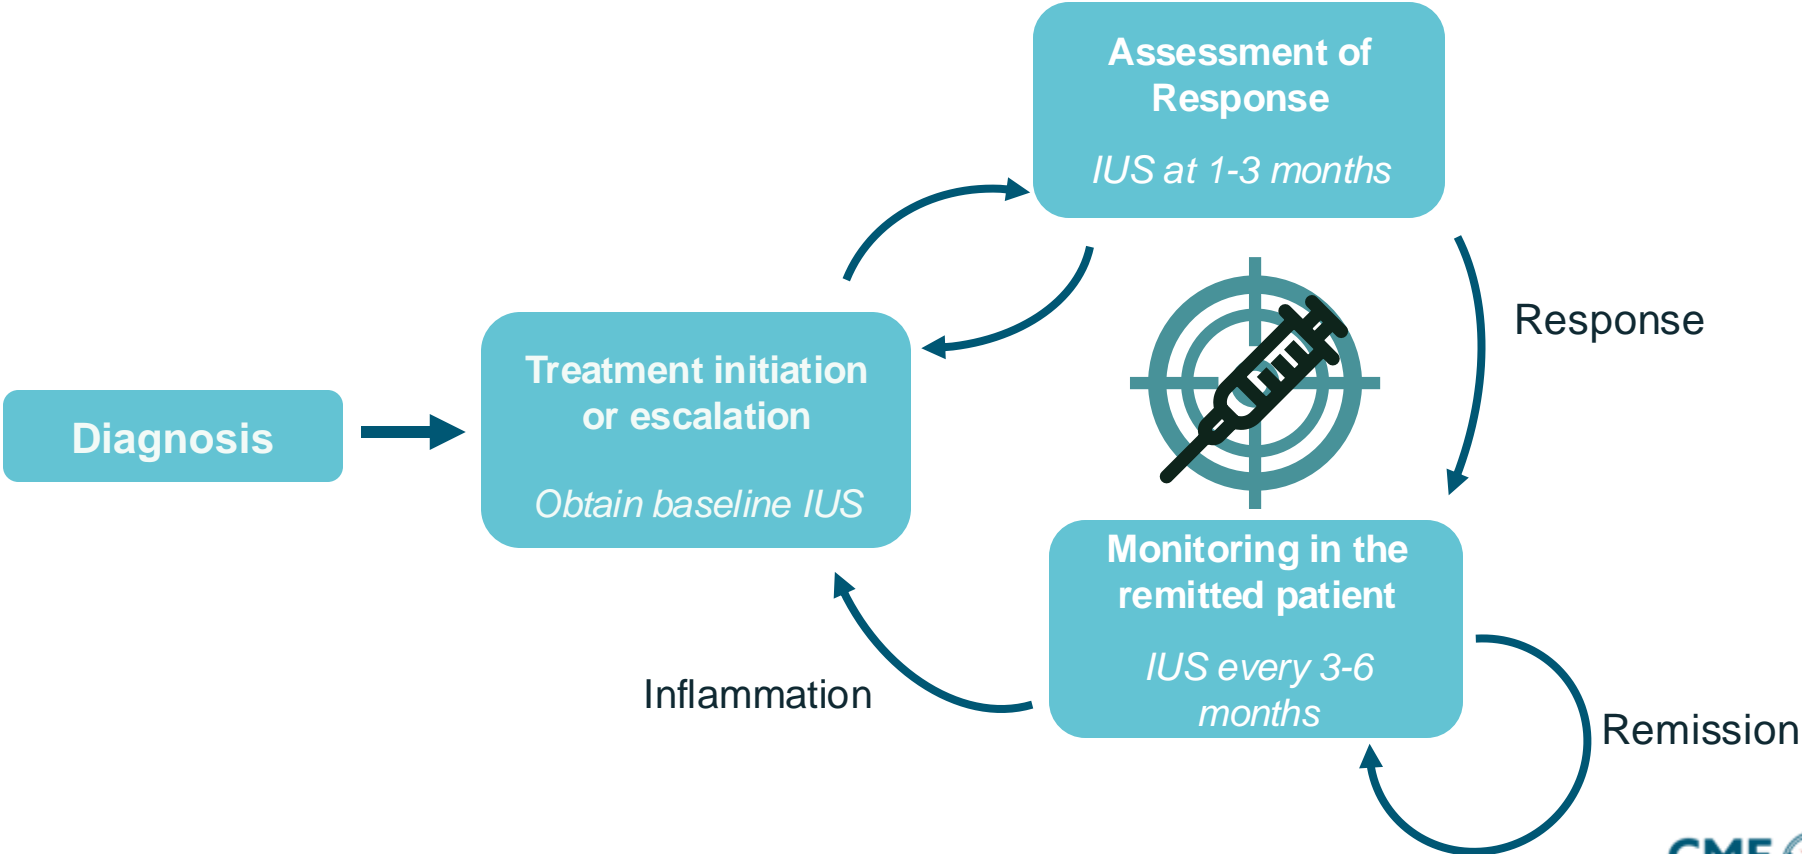 Assessment of
Response
IUS at 1-3 months
Response
Treatment initiation
or escalation
Obtain baseline IUS
Diagnosis
Monitoring in the
remitted patient
IUS every 3-6
months
Inflammation
Remission
CME